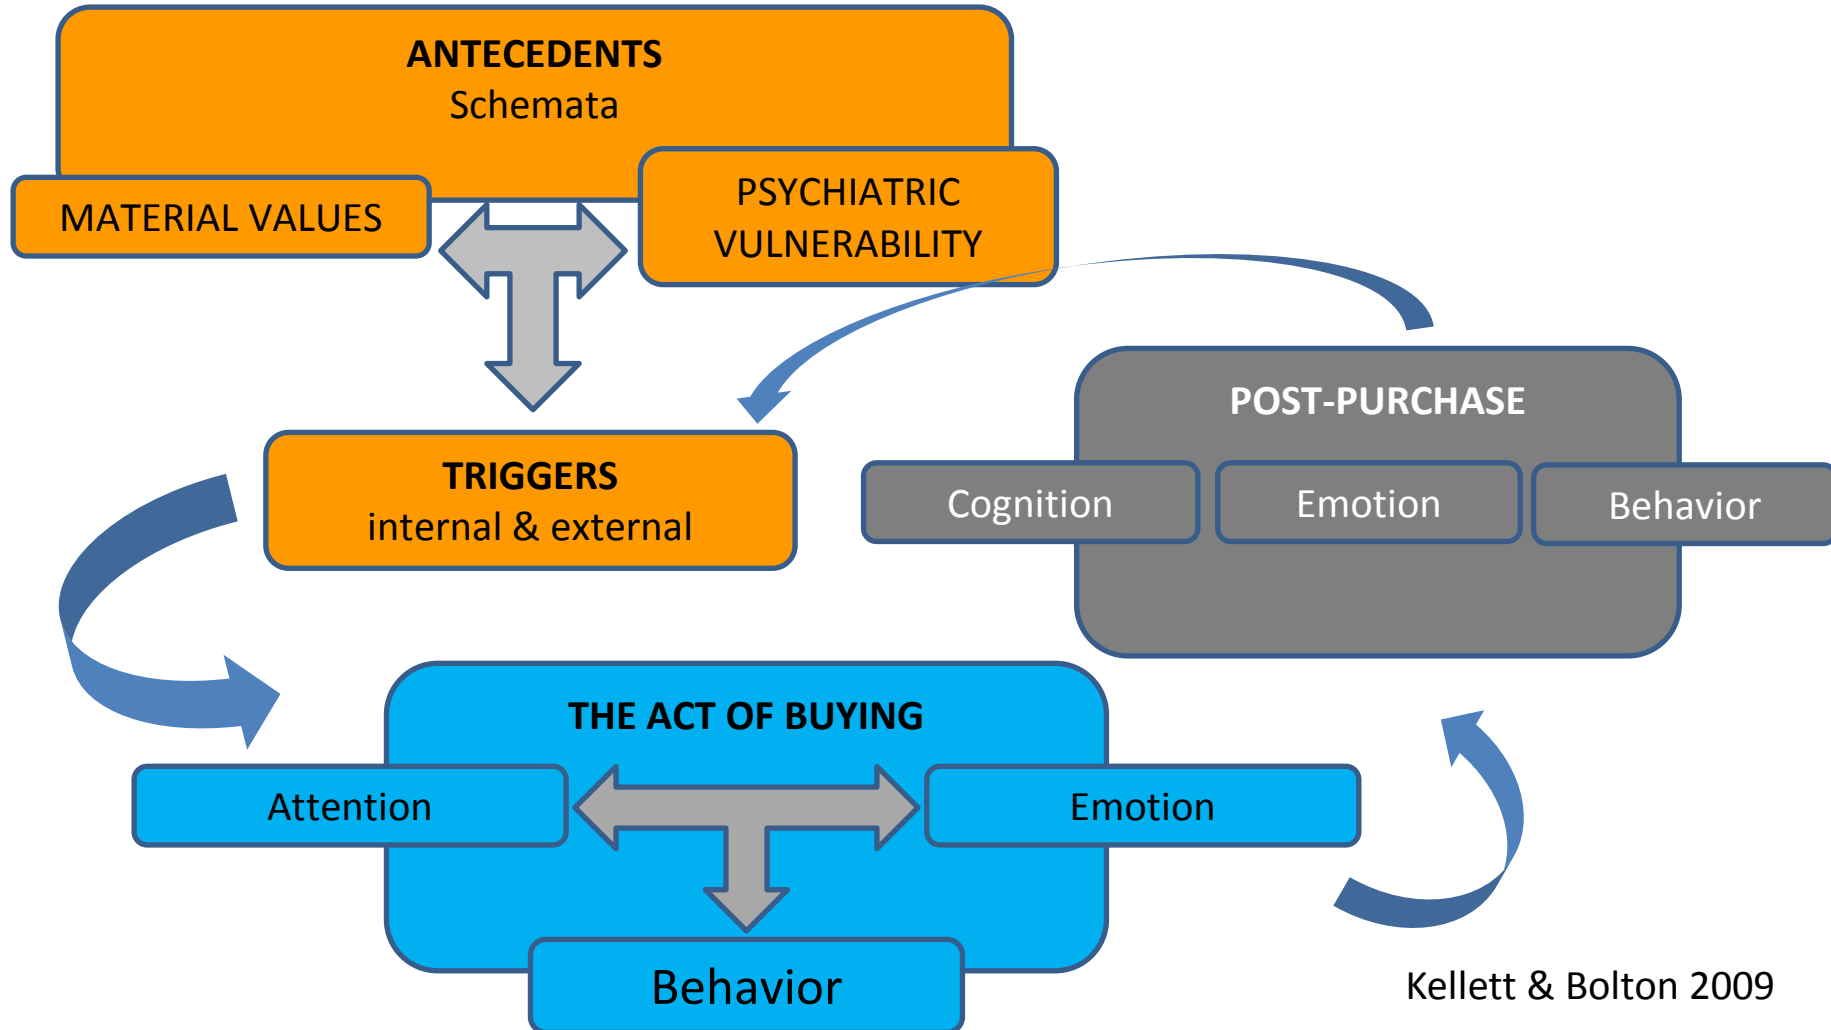 ANTECEDENTS
Schemata
MATERIAL VALUES
PSYCHIATRIC
VULNERABILITY
TRIGGERS
internal & external
POST-PURCHASE
Cognition
Emotion
Behavior
THE ACT OF BUYING
Attention
Emotion
Behavior
Kellett & Bolton 2009